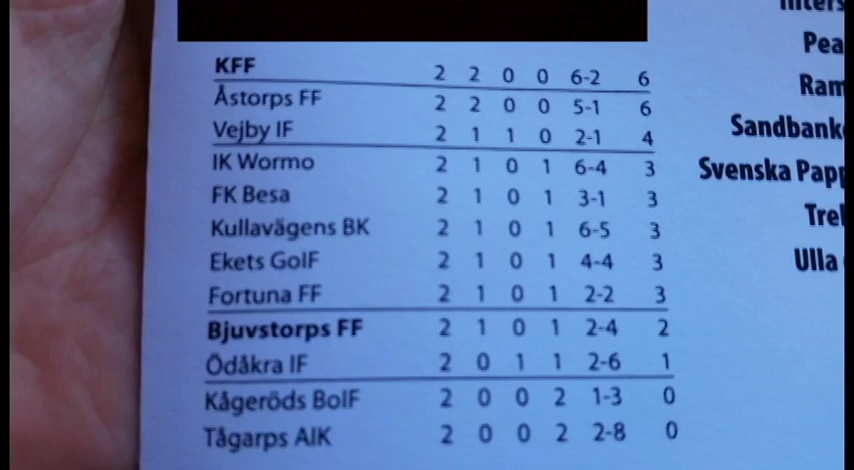 KFF 2 2 0 0 6-2 6
Åstorps FF 2 2 0 0 5-1 6
Vejby IF 2 1 1 0 2-1 4
IK Wormo 2 1 0 1 6-4 3
FK Besa 2 1 0 1 3-1 3
Kullavägens BK 2 1 0 1 6-5 3
Ekets GoIF 2 1 0 1 4-4 3
Fortuna FF 2 1 0 1 2-2 3
Bjuvstorps FF 2 1 0 1 2-4 2
Ödåkra IF 2 0 1 1 2-6 1
Kågeröds BoIF 2 0 0 2 1-3 0
Tågarps AIK 2 0 0 2 2-8 0
Svenska
Ulla